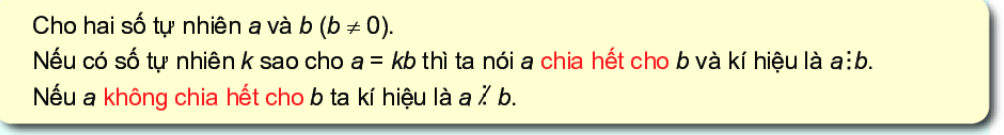 Cho hai số tự nhiên a và b (b ≠ 0).
Nếu có số tự nhiên k sao cho a = kb thì ta nói a chia hết cho b và kí hiệu là a⋮b.
Nếu a không chia hết cho b ta kí hiệu là a ⋮̸ b.